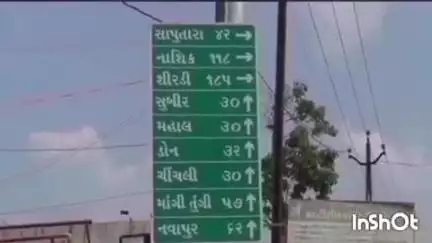 સાપુતારા ૪૨ →
નાશિક ૧૧૮ →
શીરડી ૧૮૫ →
સુબીર ૩૦ ↑
મહાલ ૩૦ ↑
ડોન ૩૨ ↑
ચીંચલી ૩૦ ↑
માંગી તુંગી ૫૭ ↑
નવાપુર ૬૨ ↑
InShOt